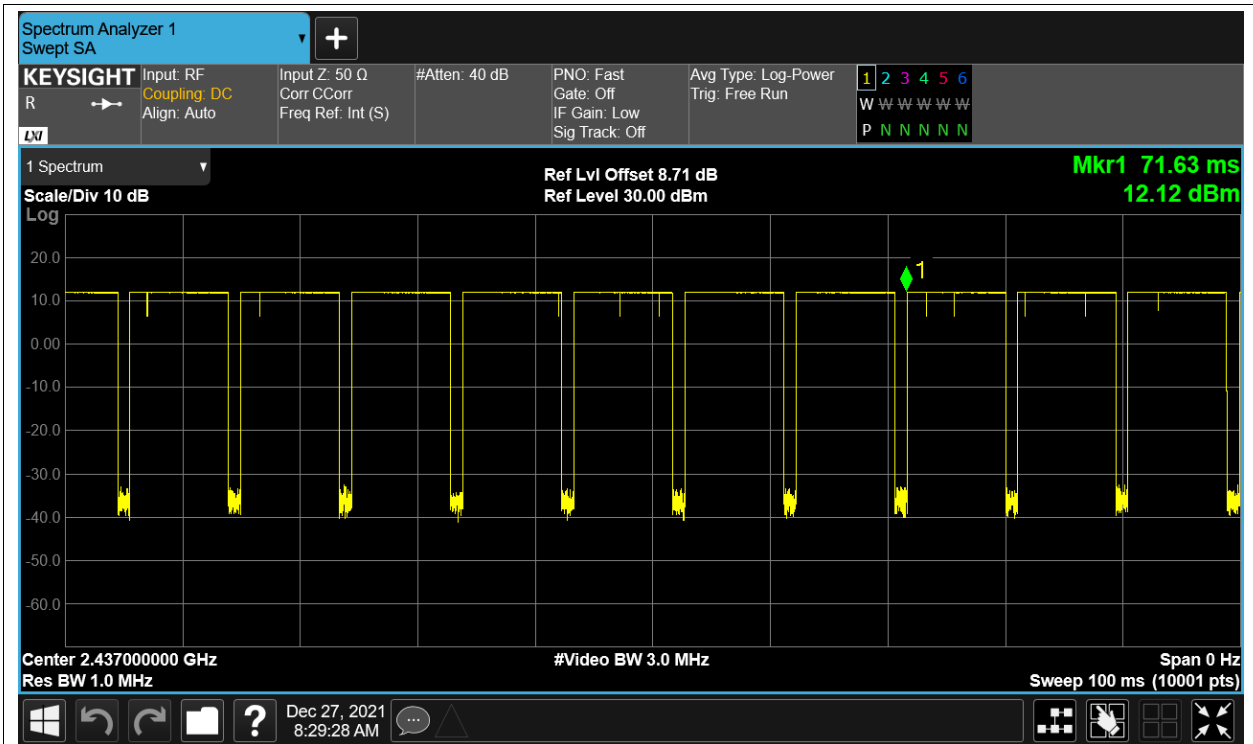 Spectrum Analyzer 1
Swept SA
+
KEYSIGHT
R
LXI
Input: RF
Coupling: DC
Align: Auto
Input Z: 50 Ω
Corr CCorr
Freq Ref: Int (S)
#Atten: 40 dB
PNO: Fast
Gate: Off
IF Gain: Low
Sig Track: Off
Avg Type: Log-Power
Trig: Free Run
1 2 3 4 5 6
W W W W W W
P N N N N N
1 Spectrum
Scale/Div 10 dB
Ref Lvl Offset 8.71 dB
Ref Level 30.00 dBm
Mkr1 71.63 ms
12.12 dBm
Log
20.0
10.0
0.00
-10.0
-20.0
-30.0
-40.0
-50.0
-60.0
1
Center 2.437000000 GHz
Res BW 1.0 MHz
#Video BW 3.0 MHz
Span 0 Hz
Sweep 100 ms (10001 pts)
?
Dec 27, 2021
8:29:28 AM